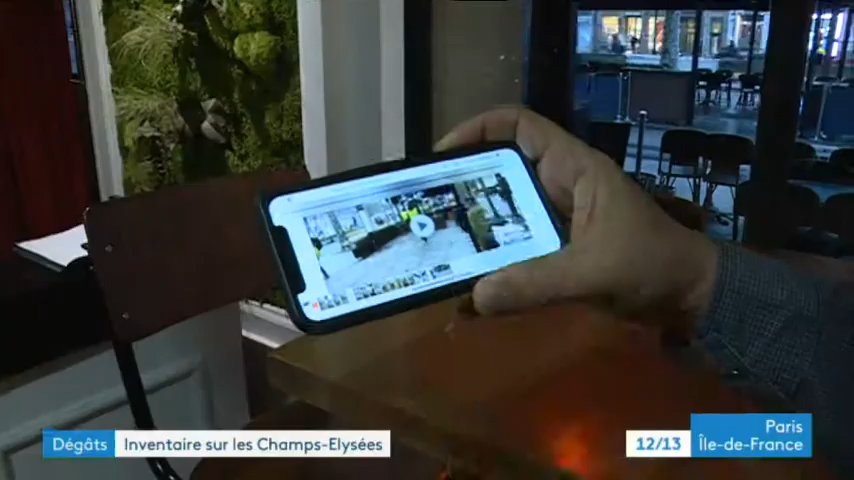 Dégâts Inventaire sur les Champs-Elysées
12/13 Paris
Île-de-France